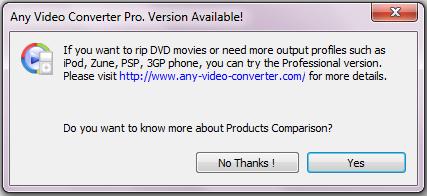 Any Video Converter Pro. Version Available!
If you want to rip DVD movies or need more output profiles such as
iPod, Zune, PSP, 3GP phone, you can try the Professional version.
Please visit http://www.any-video-converter.com/ for more details.
Do you want to know more about Products Comparison?
No Thanks !
Yes